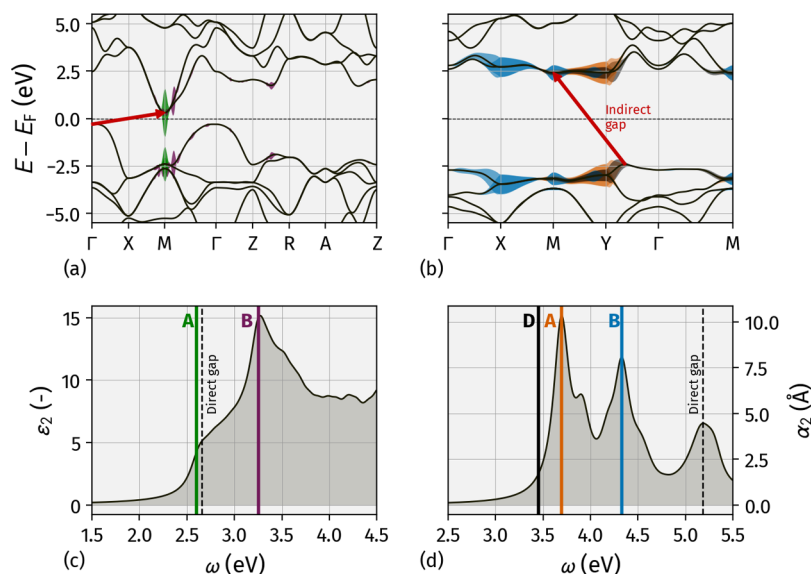 E − E_F (eV)
5.0
2.5
0.0
−2.5
−5.0
Γ X M Γ Z R A Z
(a)
Indirect
gap
Γ X M Y Γ M
(b)
ε₂ (-)
15
10
5
0
A
Direct gap
B
1.5 2.0 2.5 3.0 3.5 4.0 4.5
ω (eV)
(c)
D
A
B
Direct gap
10.0
7.5
5.0
2.5
0.0
α₂ (Å)
2.5 3.0 3.5 4.0 4.5 5.0 5.5
ω (eV)
(d)